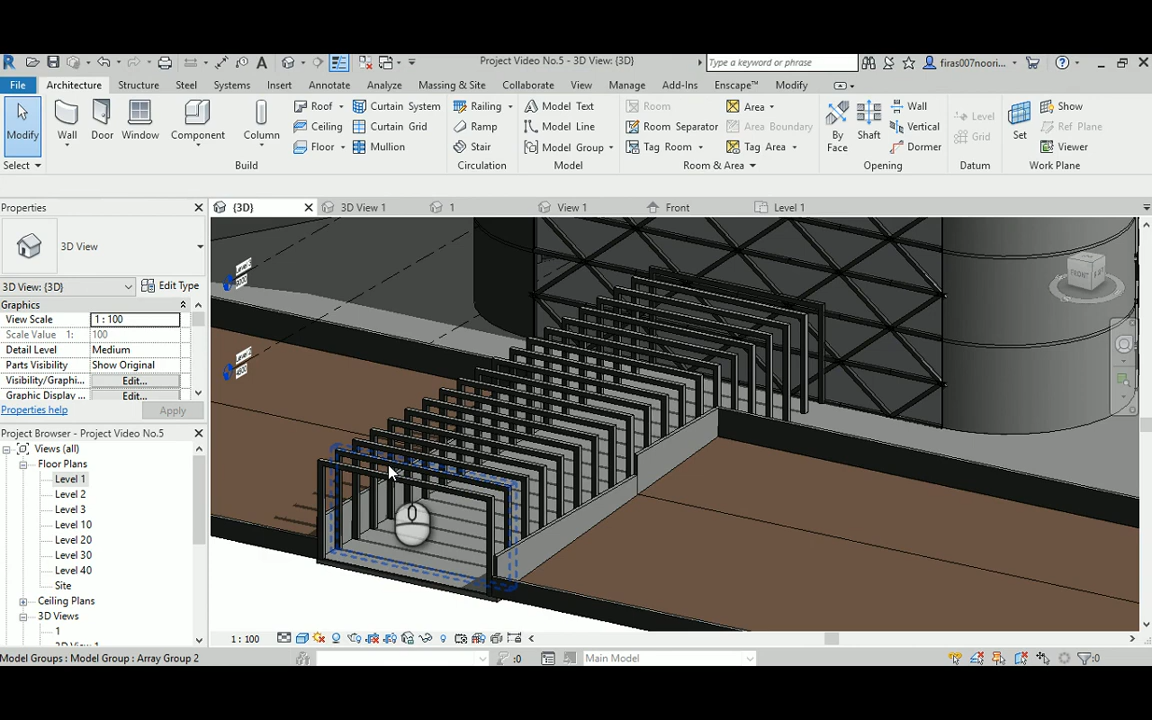 Project Video No.5 - 3D View: {3D}
Type a keyword or phrase
firas007noori...
File Architecture Structure Steel Systems Insert Annotate Analyze Massing & Site Collaborate View Manage Add-Ins Enscape™ Modify
Modify
Wall
Door
Window
Component
Column
Roof
Ceiling
Floor
Curtain System
Curtain Grid
Mullion
Railing
Ramp
Stair
Model Text
Model Line
Model Group
Room
Room Separator
Tag Room
Area
Area Boundary
Tag Area
By Face
Shaft
Wall
Vertical
Dormer
Level
Grid
Set
Show
Ref Plane
Viewer
Select Build Circulation Model Room & Area Opening Datum Work Plane
Properties
{3D} 3D View 1 1 View 1 Front Level 1
3D View
3D View: {3D} Edit Type
Graphics
View Scale 1 : 100
Scale Value 1: 100
Detail Level Medium
Parts Visibility Show Original
Visibility/Graphi... Edit...
Graphic Display ... Edit...
Properties help Apply
Project Browser - Project Video No.5
Views (all)
Floor Plans
Level 1
Level 2
Level 3
Level 10
Level 20
Level 30
Level 40
Site
Ceiling Plans
3D Views
1
FRONT
1 : 100
Model Groups : Model Group : Array Group 2
:0
Main Model
:0